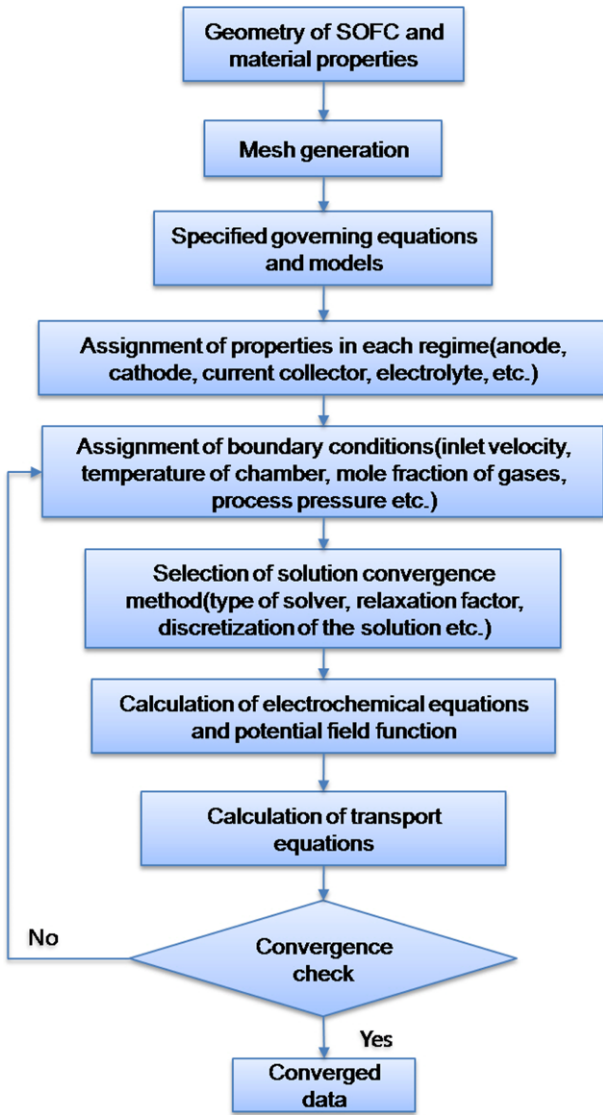 Geometry of SOFC and
material properties
Mesh generation
Specified governing equations
and models
Assignment of properties in each regime(anode,
cathode, current collector, electrolyte, etc.)
Assignment of boundary conditions(inlet velocity,
temperature of chamber, mole fraction of gases,
process pressure etc.)
Selection of solution convergence
method(type of solver, relaxation factor,
discretization of the solution etc.)
Calculation of electrochemical equations
and potential field function
Calculation of transport
equations
No
Convergence
check
Yes
Converged
data